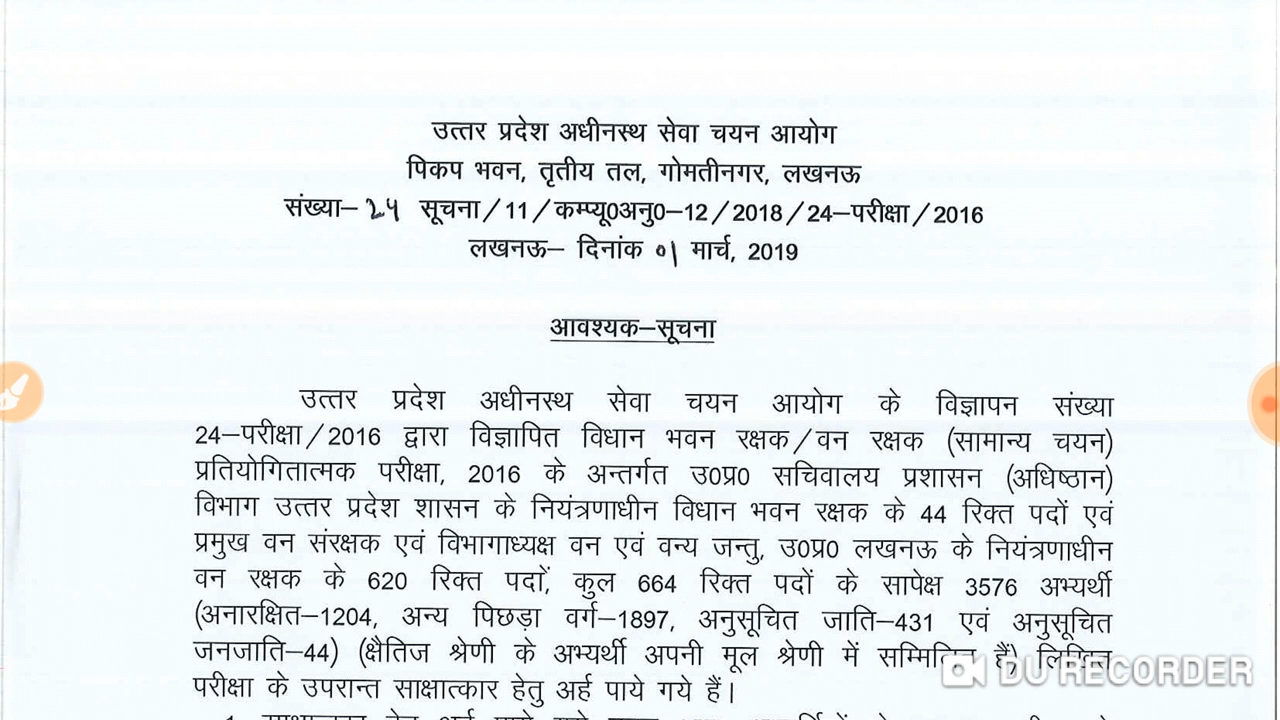 उत्तर प्रदेश अधीनस्थ सेवा चयन आयोग
पिकप भवन, तृतीय तल, गोमतीनगर, लखनऊ
संख्या–24 सूचना/11/कम्प्यू0अनु0–12/2018/24–परीक्षा/2016
लखनऊ– दिनांक 01 मार्च, 2019
आवश्यक–सूचना
उत्तर प्रदेश अधीनस्थ सेवा चयन आयोग के विज्ञापन संख्या
24–परीक्षा/2016 द्वारा विज्ञापित विधान भवन रक्षक/वन रक्षक (सामान्य चयन)
प्रतियोगितात्मक परीक्षा, 2016 के अन्तर्गत उ0प्र0 सचिवालय प्रशासन (अधिष्ठान)
विभाग उत्तर प्रदेश शासन के नियंत्रणाधीन विधान भवन रक्षक के 44 रिक्त पदों एवं
प्रमुख वन संरक्षक एवं विभागाध्यक्ष वन एवं वन्य जन्तु, उ0प्र0 लखनऊ के नियंत्रणाधीन
वन रक्षक के 620 रिक्त पदों, कुल 664 रिक्त पदों के सापेक्ष 3576 अभ्यर्थी
(अनारक्षित–1204, अन्य पिछड़ा वर्ग–1897, अनुसूचित जाति–431 एवं अनुसूचित
जनजाति–44) (क्षैतिज श्रेणी के अभ्यर्थी अपनी मूल श्रेणी में सम्मिलित हैं) लिखित
परीक्षा के उपरान्त साक्षात्कार हेतु अर्ह पाये गये हैं।
DU RECORDER